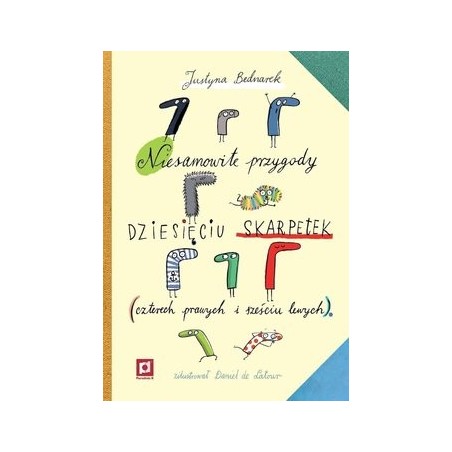 Justyna Bednarek
Niesamowite przygody
DZIESIĘCIU SKARPETEK
(czterech prawych i sześciu lewych).
zilustrował Daniel de Latour